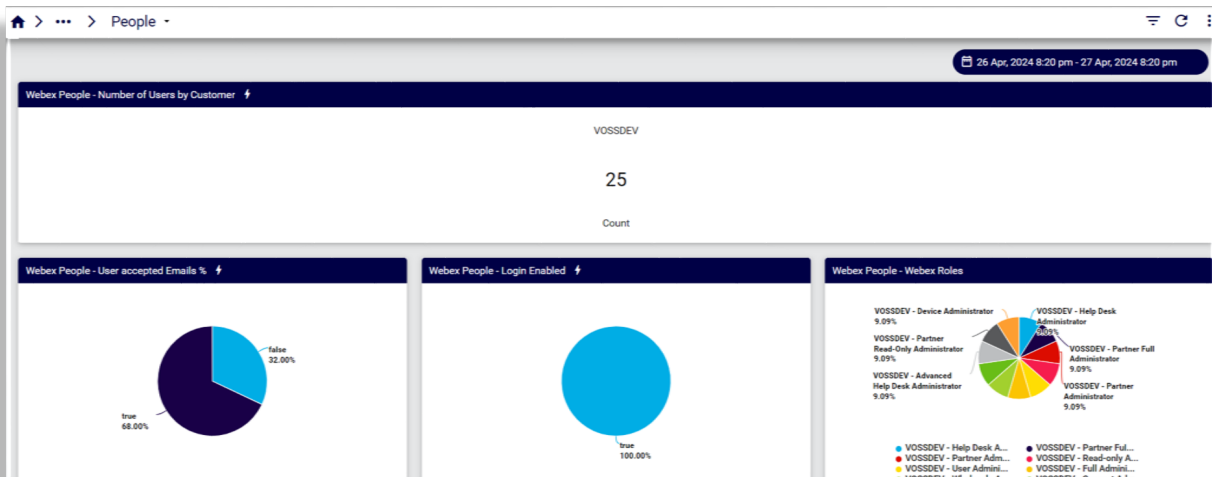 People
26 Apr, 2024 8:20 pm - 27 Apr, 2024 8:20 pm
Webex People - Number of Users by Customer
VOSSDEV
25
Count
Webex People - User accepted Emails %
false
32.00%
true
68.00%
Webex People - Login Enabled
true
100.00%
Webex People - Webex Roles
VOSSDEV - Device Administrator
9.09%
VOSSDEV - Help Desk
Administrator
9.09%
VOSSDEV - Partner
Read-Only Administrator
9.09%
VOSSDEV - Partner Full
Administrator
9.09%
VOSSDEV - Advanced
Help Desk Administrator
9.09%
VOSSDEV - Partner
Administrator
9.09%
VOSSDEV - Help Desk A...
VOSSDEV - Partner Ful...
VOSSDEV - Partner Adm...
VOSSDEV - Read-only A...
VOSSDEV - User Admini...
VOSSDEV - Full Admini...